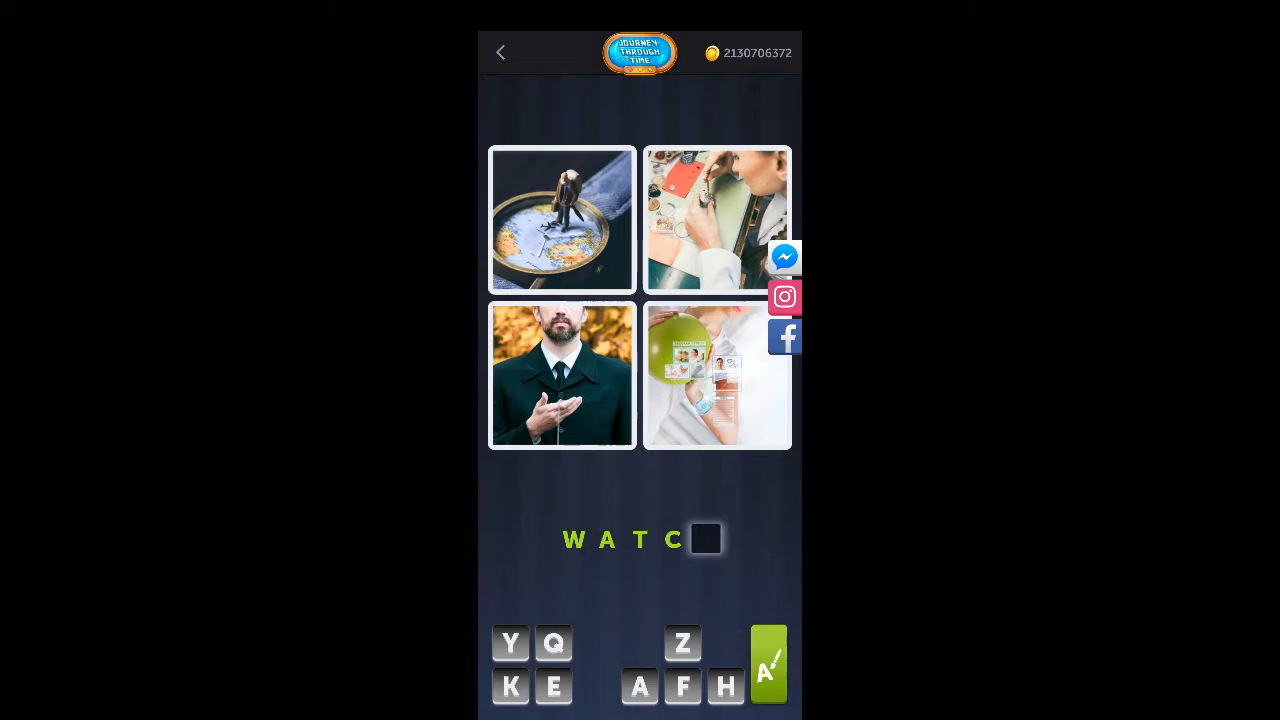 JOURNEY
THROUGH
TIME
2130706372
W A T C
Y Q Z
K E A F H A